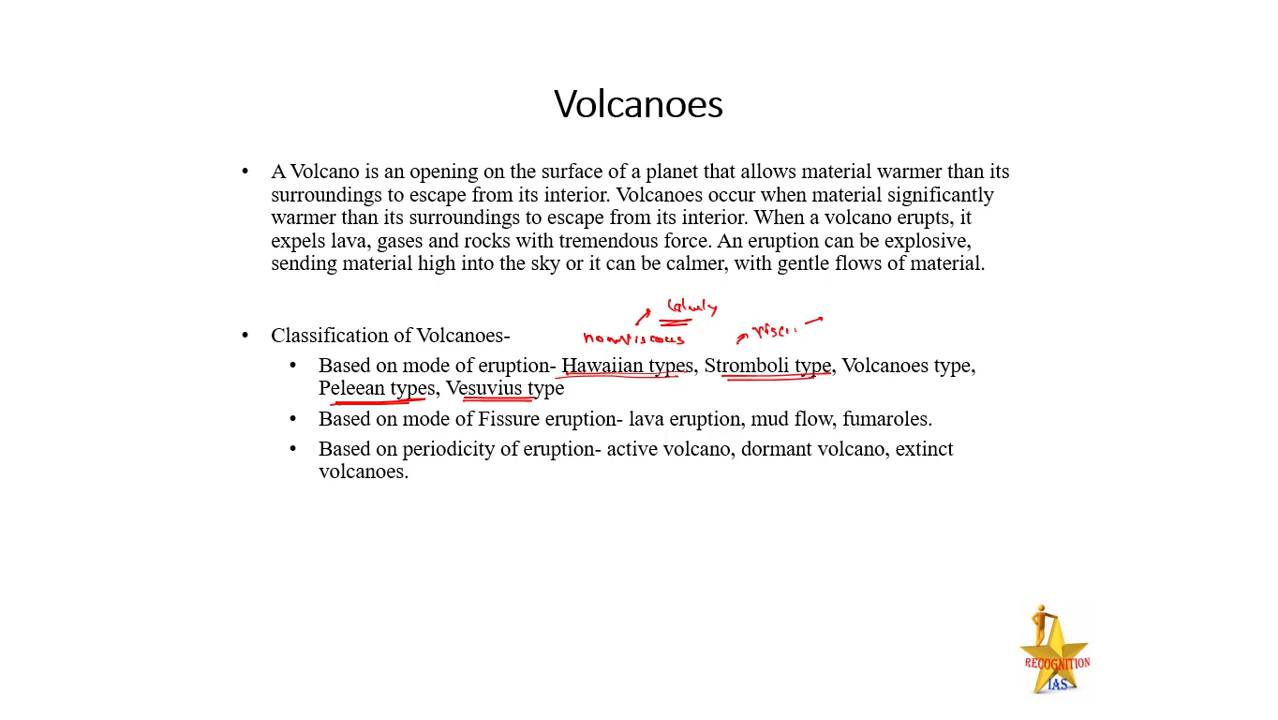 Volcanoes
• A Volcano is an opening on the surface of a planet that allows material warmer than its
surroundings to escape from its interior. Volcanoes occur when material significantly
warmer than its surroundings to escape from its interior. When a volcano erupts, it
expels lava, gases and rocks with tremendous force. An eruption can be explosive,
sending material high into the sky or it can be calmer, with gentle flows of material.
• Classification of Volcanoes-
nonviscous
• Based on mode of eruption- Hawaiian types, Stromboli type, Volcanoes type,
Peleean types, Vesuvius type
• Based on mode of Fissure eruption- lava eruption, mud flow, fumaroles.
• Based on periodicity of eruption- active volcano, dormant volcano, extinct
volcanoes.
RECOGNITION
IAS